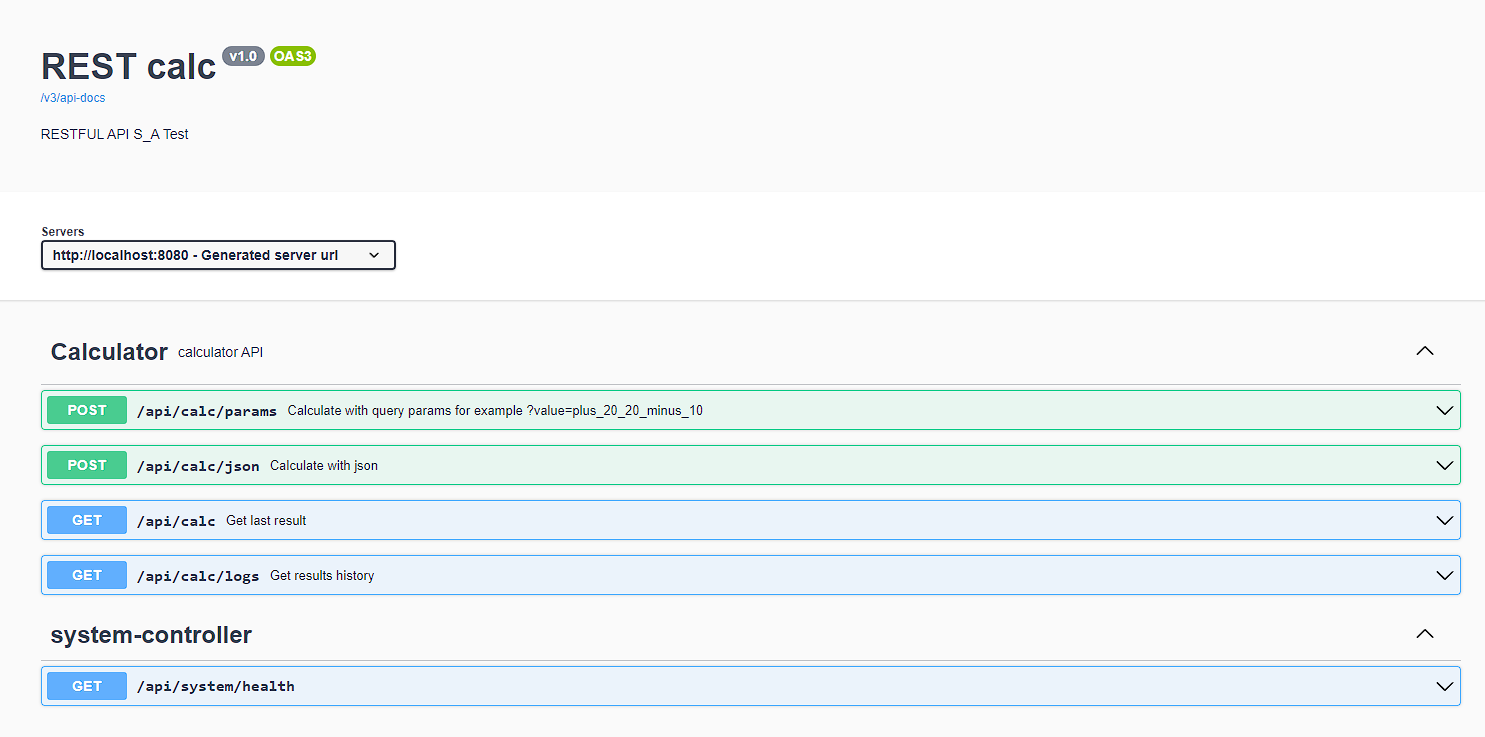 REST calc v1.0 OAS3
/v3/api-docs
RESTFUL API S_A Test
Servers
http://localhost:8080 - Generated server url
Calculator calculator API
POST /api/calc/params Calculate with query params for example ?value=plus_20_20_minus_10
POST /api/calc/json Calculate with json
GET /api/calc Get last result
GET /api/calc/logs Get results history
system-controller
GET /api/system/health